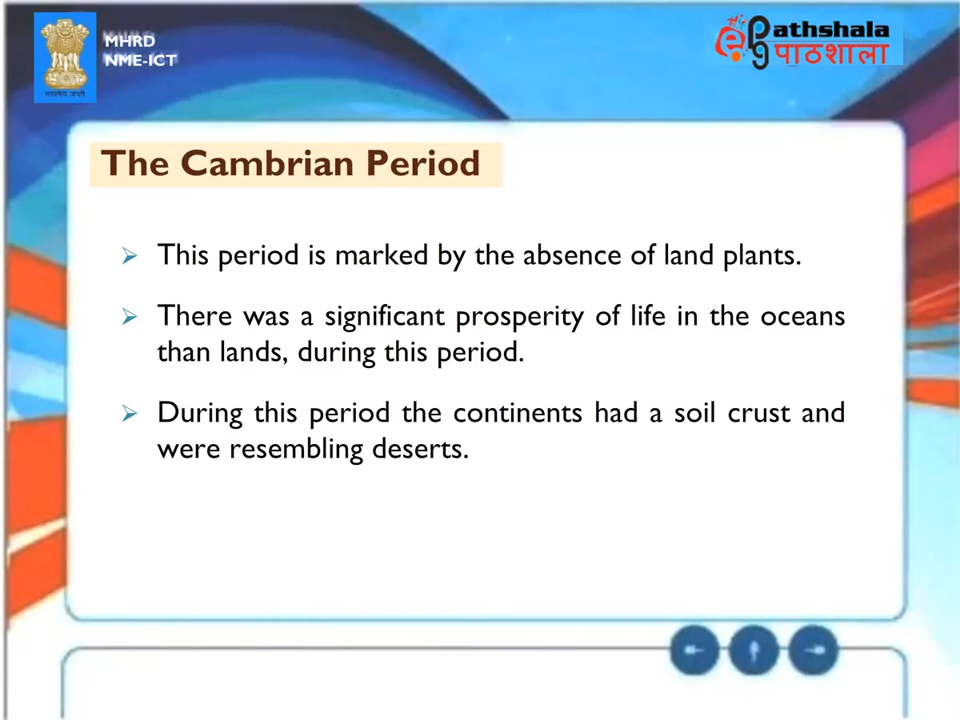 MHRD
NME-ICT
e pg athshala
पाठशाला
The Cambrian Period
This period is marked by the absence of land plants.
There was a significant prosperity of life in the oceans
than lands, during this period.
During this period the continents had a soil crust and
were resembling deserts.